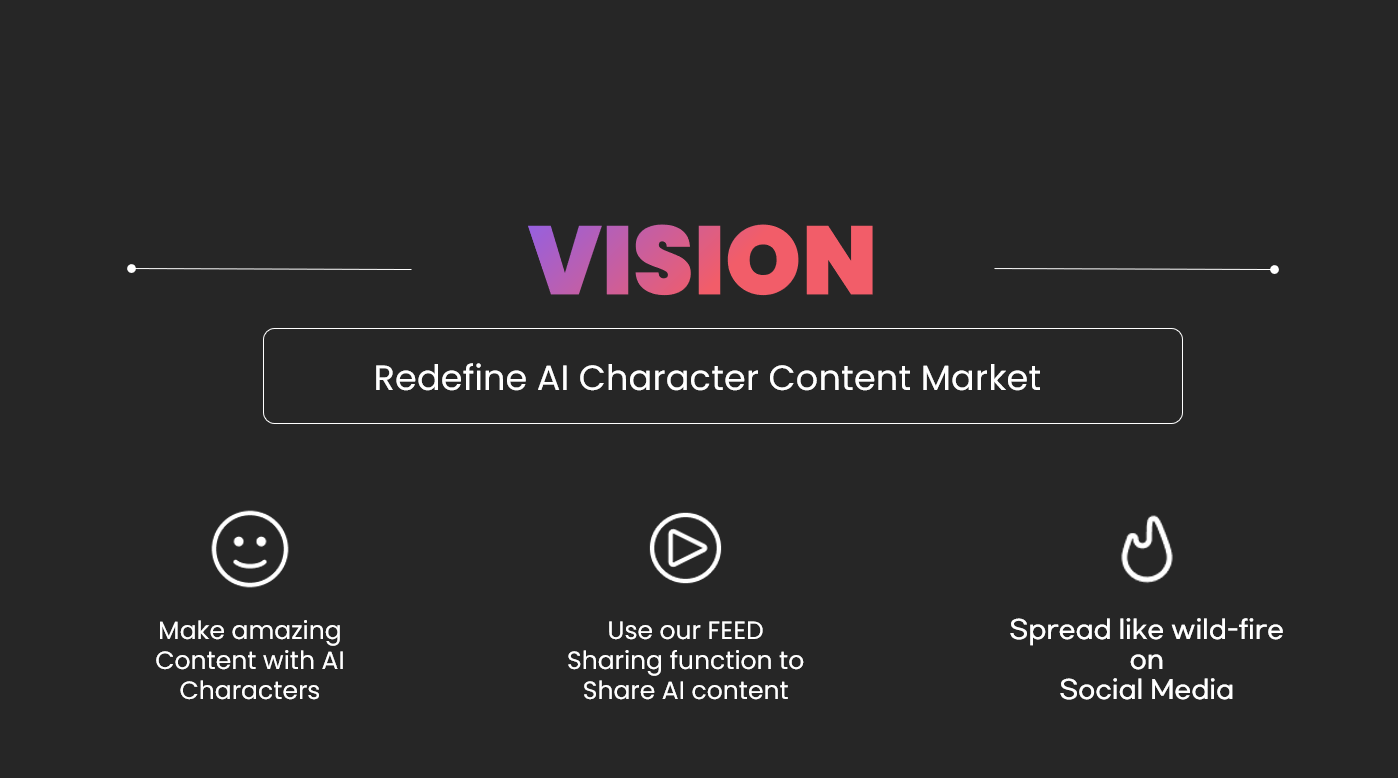 VISION
Redefine AI Character Content Market
Make amazing
Content with AI
Characters
Use our FEED
Sharing function to
Share AI content
Spread like wild-fire
on
Social Media